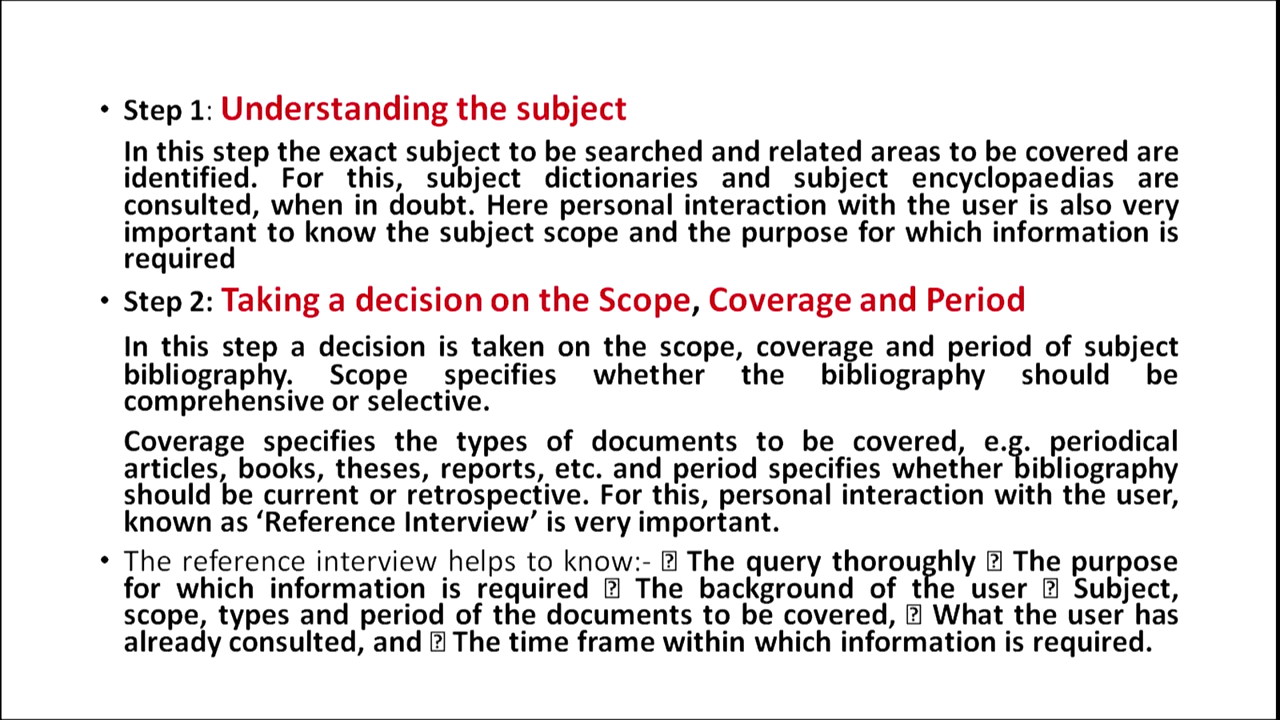 • Step 1: Understanding the subject
In this step the exact subject to be searched and related areas to be covered are
identified. For this, subject dictionaries and subject encyclopaedias are
consulted, when in doubt. Here personal interaction with the user is also very
important to know the subject scope and the purpose for which information is
required
• Step 2: Taking a decision on the Scope, Coverage and Period
In this step a decision is taken on the scope, coverage and period of subject
bibliography. Scope specifies whether the bibliography should be
comprehensive or selective.
Coverage specifies the types of documents to be covered, e.g. periodical
articles, books, theses, reports, etc. and period specifies whether bibliography
should be current or retrospective. For this, personal interaction with the user,
known as ‘Reference Interview’ is very important.
• The reference interview helps to know:- ⍰ The query thoroughly ⍰ The purpose
for which information is required ⍰ The background of the user ⍰ Subject,
scope, types and period of the documents to be covered, ⍰ What the user has
already consulted, and ⍰ The time frame within which information is required.